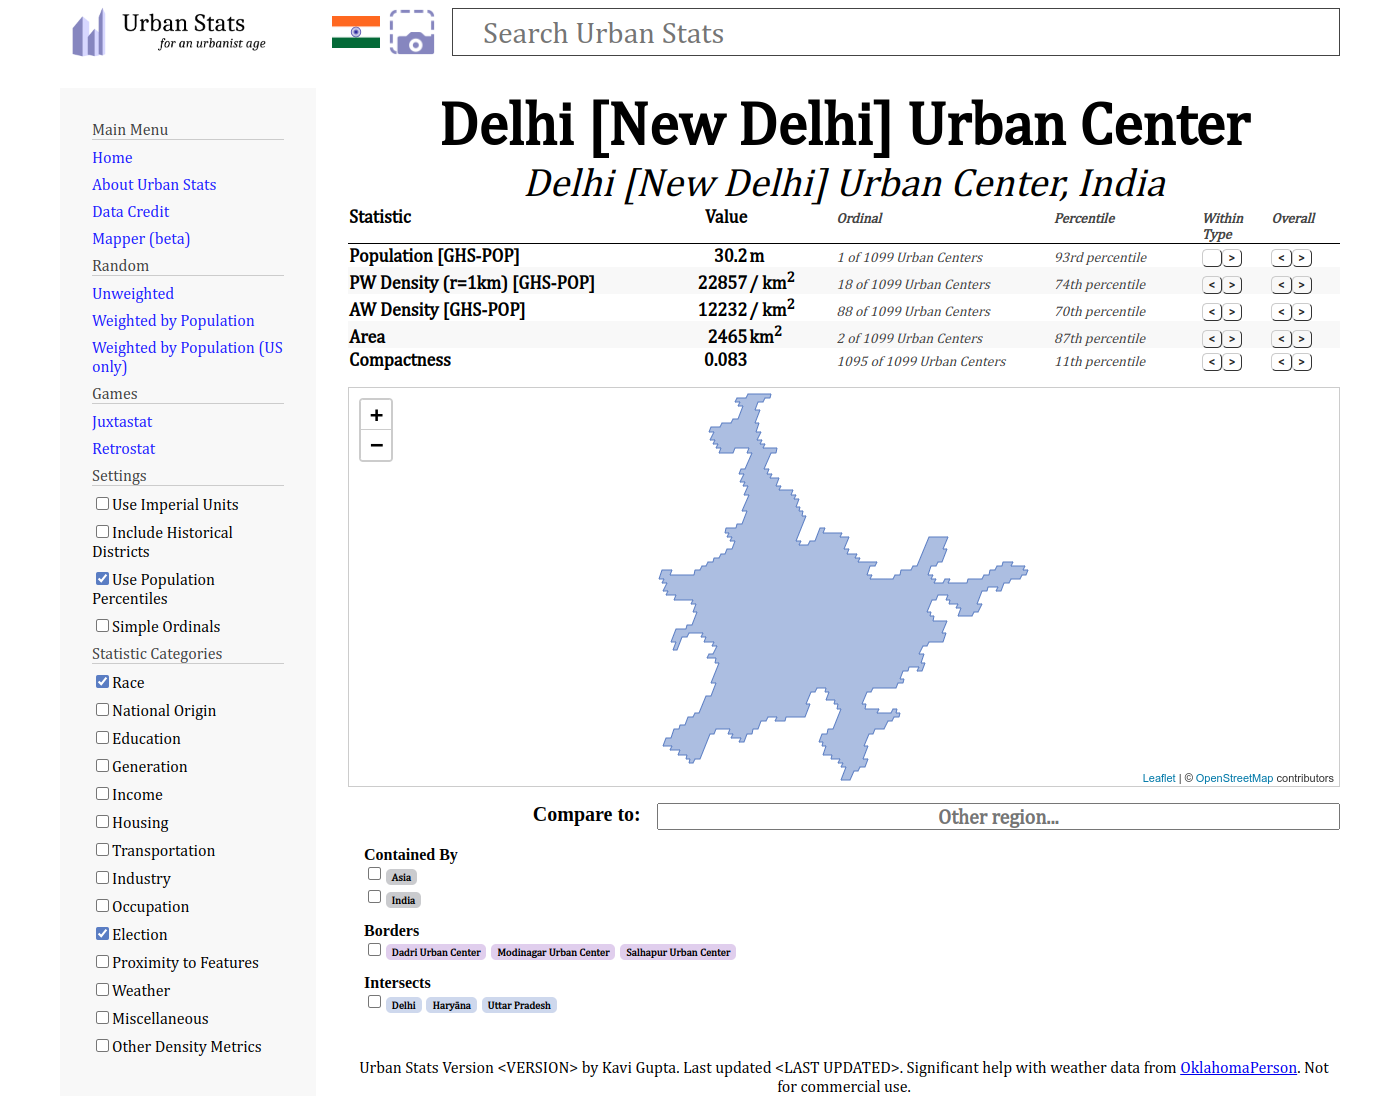 Urban Stats
for an urbanist age
Search Urban Stats
Main Menu
Home
About Urban Stats
Data Credit
Mapper (beta)
Random
Unweighted
Weighted by Population
Weighted by Population (US
only)
Games
Juxtastat
Retrostat
Settings
Use Imperial Units
Include Historical
Districts
Use Population
Percentiles
Simple Ordinals
Statistic Categories
Race
National Origin
Education
Generation
Income
Housing
Transportation
Industry
Occupation
Election
Proximity to Features
Weather
Miscellaneous
Other Density Metrics
Delhi [New Delhi] Urban Center
Delhi [New Delhi] Urban Center, India
Statistic Value Ordinal Percentile Within Type Overall
Population [GHS-POP] 30.2 m 1 of 1099 Urban Centers 93rd percentile > < >
PW Density (r=1km) [GHS-POP] 22857 / km² 18 of 1099 Urban Centers 74th percentile < > < >
AW Density [GHS-POP] 12232 / km² 88 of 1099 Urban Centers 70th percentile < > < >
Area 2465 km² 2 of 1099 Urban Centers 87th percentile < > < >
Compactness 0.083 1095 of 1099 Urban Centers 11th percentile < > < >
+
−
Leaflet | © OpenStreetMap contributors
Compare to: Other region...
Contained By
Asia
India
Borders
Dadri Urban Center Modinagar Urban Center Salhapur Urban Center
Intersects
Delhi Haryāna Uttar Pradesh
Urban Stats Version <VERSION> by Kavi Gupta. Last updated <LAST UPDATED>. Significant help with weather data from OklahomaPerson. Not
for commercial use.